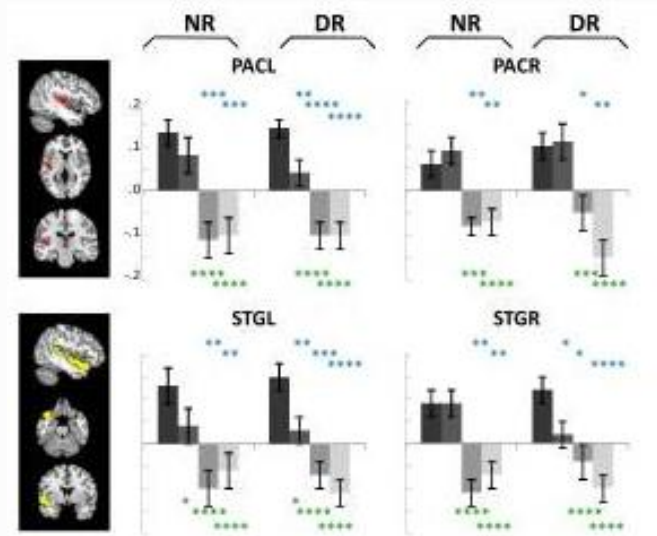 NR DR NR DR
PACL PACR
.2
.1
.0
-.1
-.2
STGL STGR